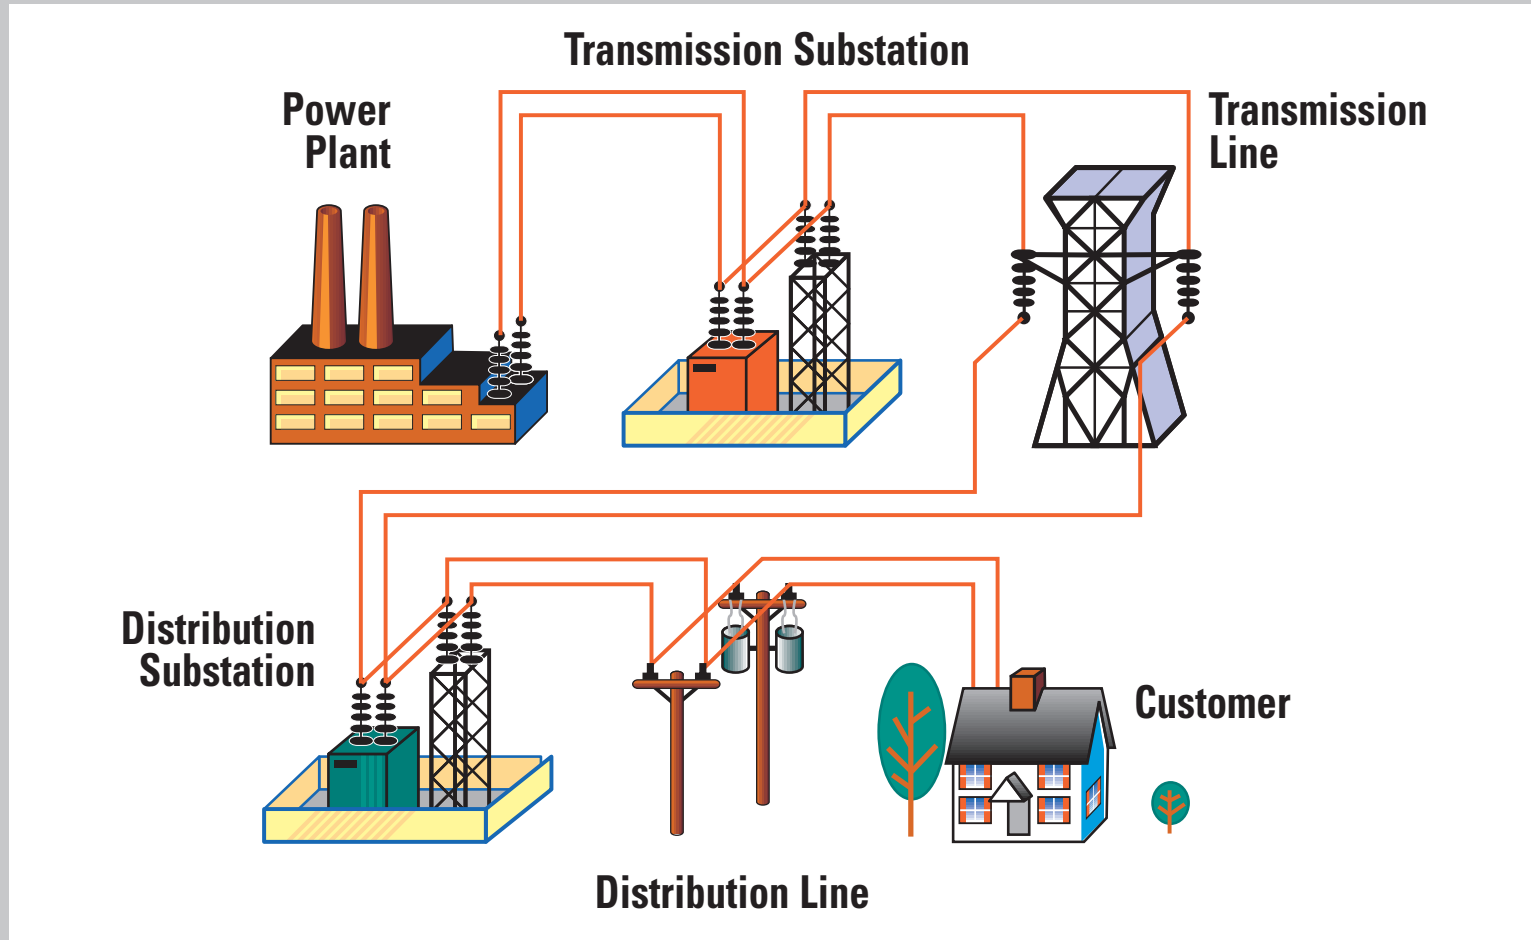 Transmission Substation
Power
Plant
Transmission
Line
Distribution
Substation
Customer
Distribution Line